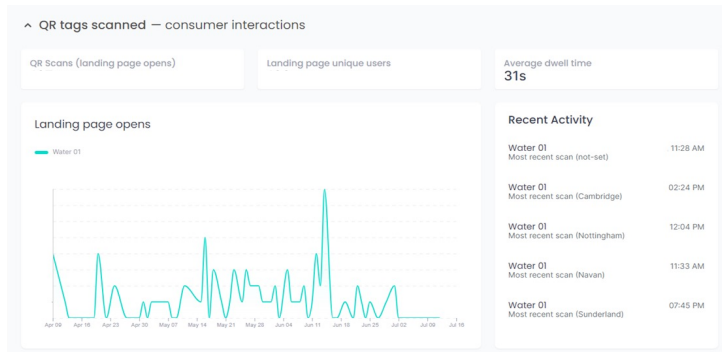 QR tags scanned — consumer interactions
QR Scans (landing page opens)
Landing page unique users
Average dwell time
31s
Landing page opens
Water 01
Apr 09 Apr 16 Apr 23 Apr 30 May 07 May 14 May 21 May 28 Jun 04 Jun 11 Jun 18 Jun 25 Jul 02 Jul 09 Jul 16
Recent Activity
Water 01 11:28 AM
Most recent scan (not-set)
Water 01 02:24 PM
Most recent scan (Cambridge)
Water 01 12:04 PM
Most recent scan (Nottingham)
Water 01 11:33 AM
Most recent scan (Navan)
Water 01 07:45 PM
Most recent scan (Sunderland)